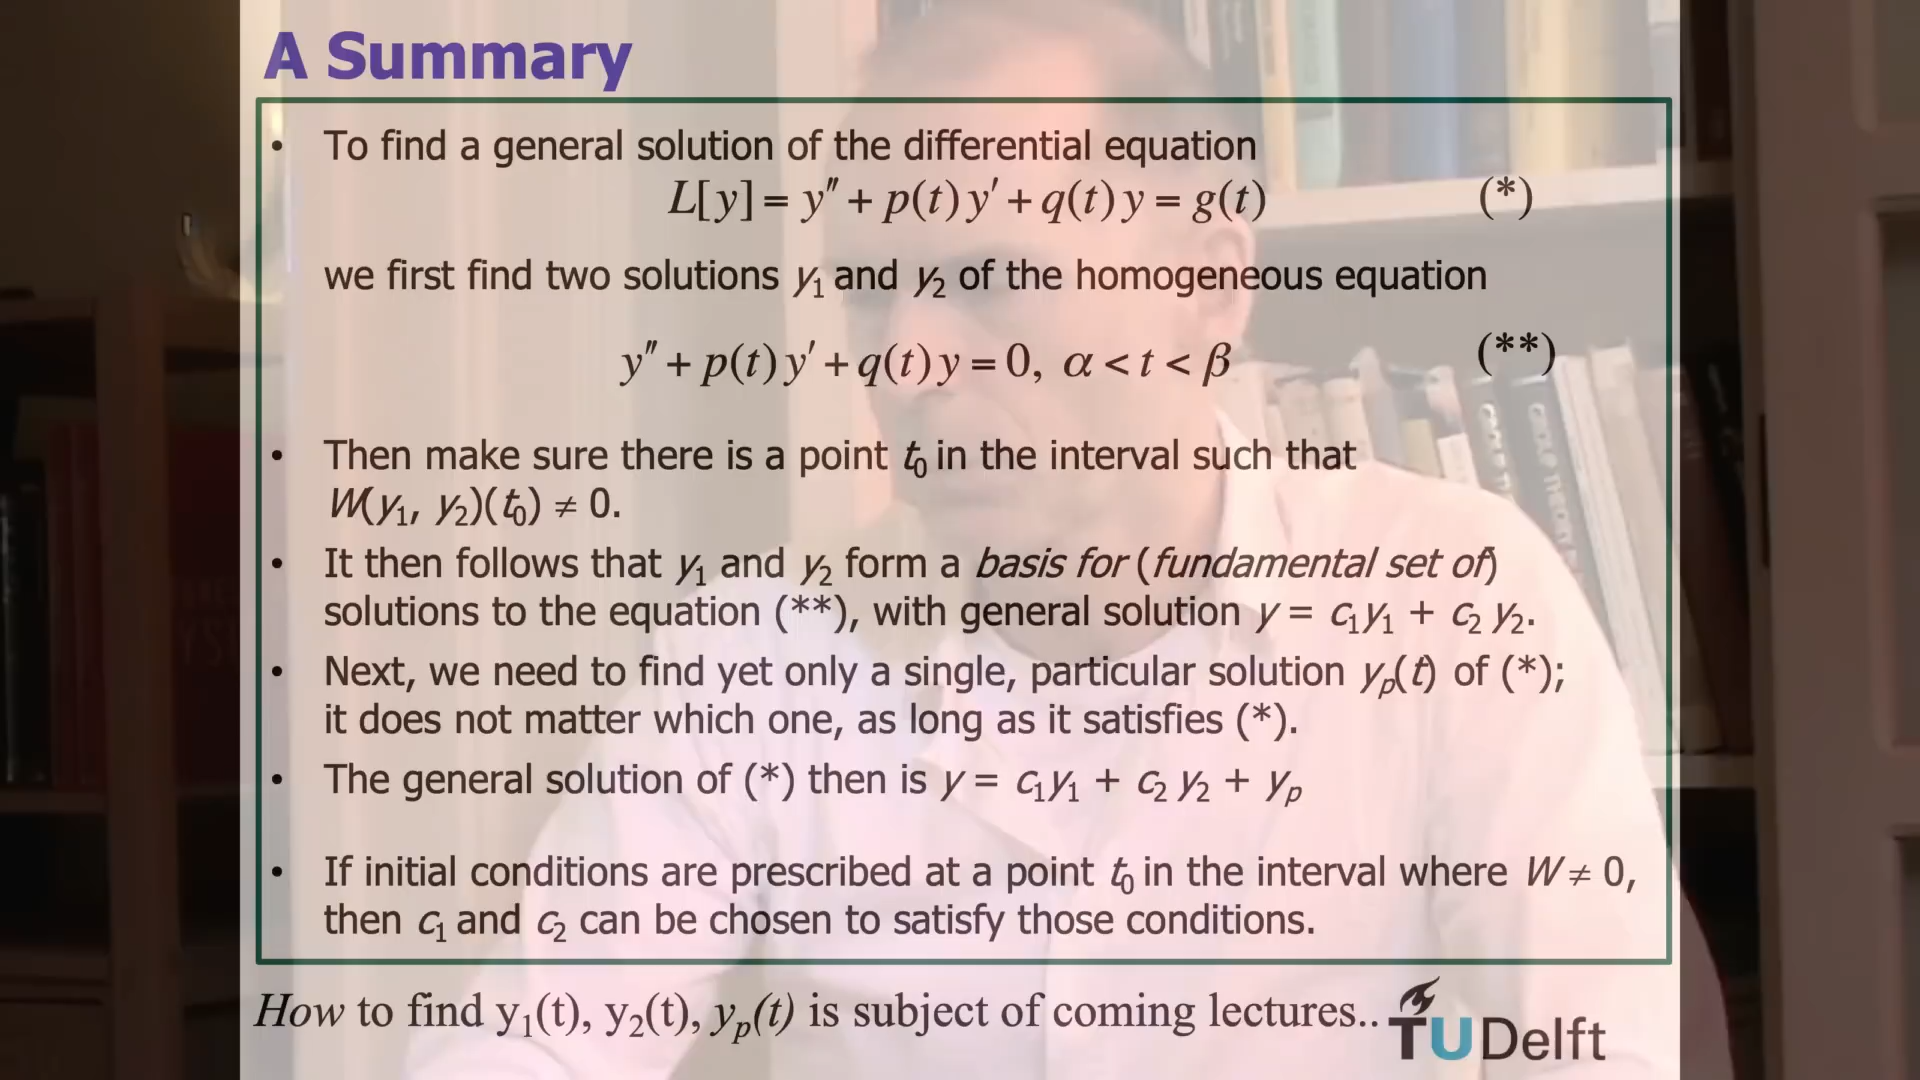 A Summary
• To find a general solution of the differential equation
L[y] = y″ + p(t) y′ + q(t) y = g(t) (*)
we first find two solutions y₁ and y₂ of the homogeneous equation
y″ + p(t) y′ + q(t) y = 0, α < t < β (**)
• Then make sure there is a point t₀ in the interval such that
W(y₁, y₂)(t₀) ≠ 0.
• It then follows that y₁ and y₂ form a basis for (fundamental set of)
solutions to the equation (**), with general solution y = c₁y₁ + c₂ y₂.
• Next, we need to find yet only a single, particular solution yₚ(t) of (*);
it does not matter which one, as long as it satisfies (*).
• The general solution of (*) then is y = c₁y₁ + c₂ y₂ + yₚ
• If initial conditions are prescribed at a point t₀ in the interval where W ≠ 0,
then c₁ and c₂ can be chosen to satisfy those conditions.
How to find y₁(t), y₂(t), yₚ(t) is subject of coming lectures..
TU Delft